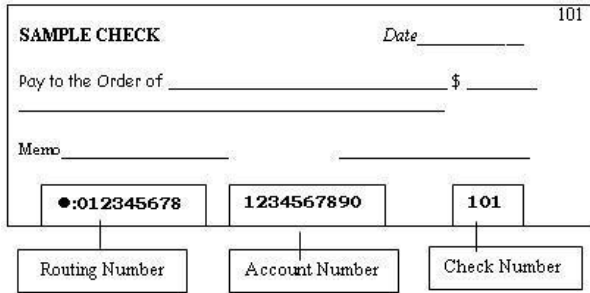 101
SAMPLE CHECK Date
Pay to the Order of $
Memo
●:012345678 1234567890 101
Routing Number Account Number Check Number